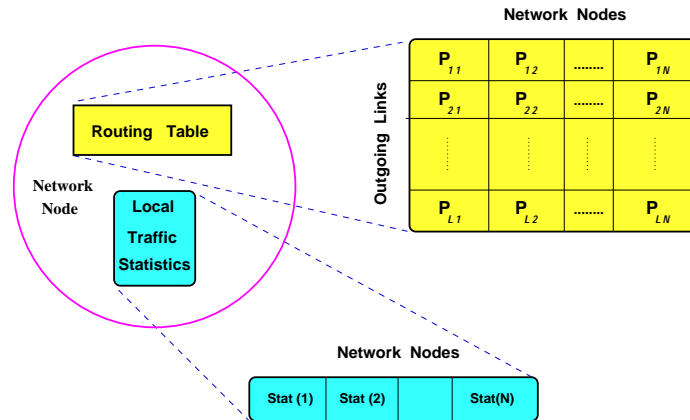 Network Nodes
Outgoing Links
P11 P12 ........ P1N
P21 P22 ........ P2N
........ ........ ........ ........
PL1 PL2 ........ PLN
Routing Table
Network
Node
Local
Traffic
Statistics
Network Nodes
Stat (1) Stat (2) Stat(N)